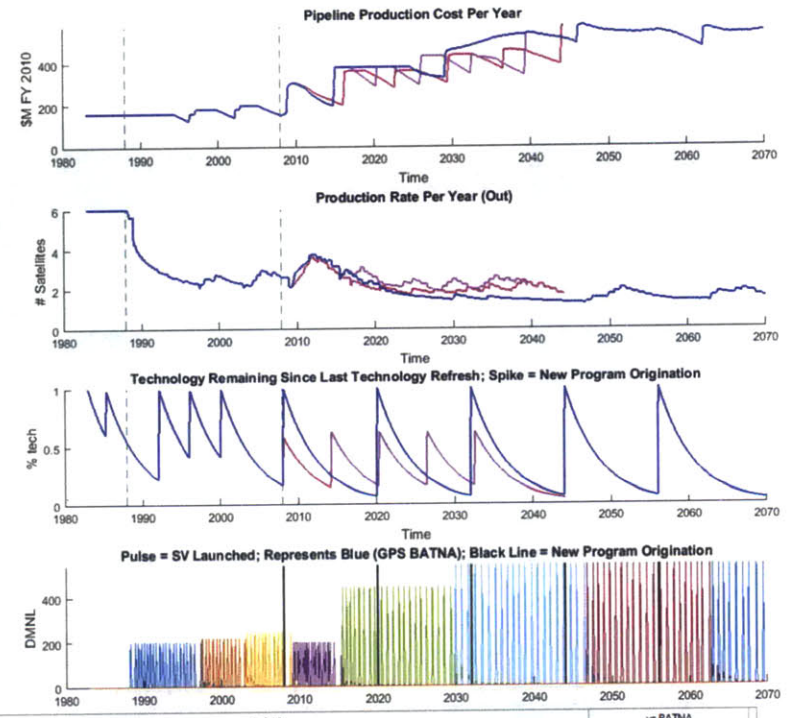 Pipeline Production Cost Per Year
$M FY 2010
400
200
0
1980 1990 2000 2010 2020 2030 2040 2050 2060 2070
Time
Production Rate Per Year (Out)
# Satellites
6
4
2
0
1980 1990 2000 2010 2020 2030 2040 2050 2060 2070
Time
Technology Remaining Since Last Technology Refresh; Spike = New Program Origination
% tech
1
0.5
0
1980 1990 2000 2010 2020 2030 2040 2050 2060 2070
Time
Pulse = SV Launched; Represents Blue (GPS BATNA); Black Line = New Program Origination
DMNL
400
200
0
1980 1990 2000 2010 2020 2030 2040 2050 2060 2070
BATNA